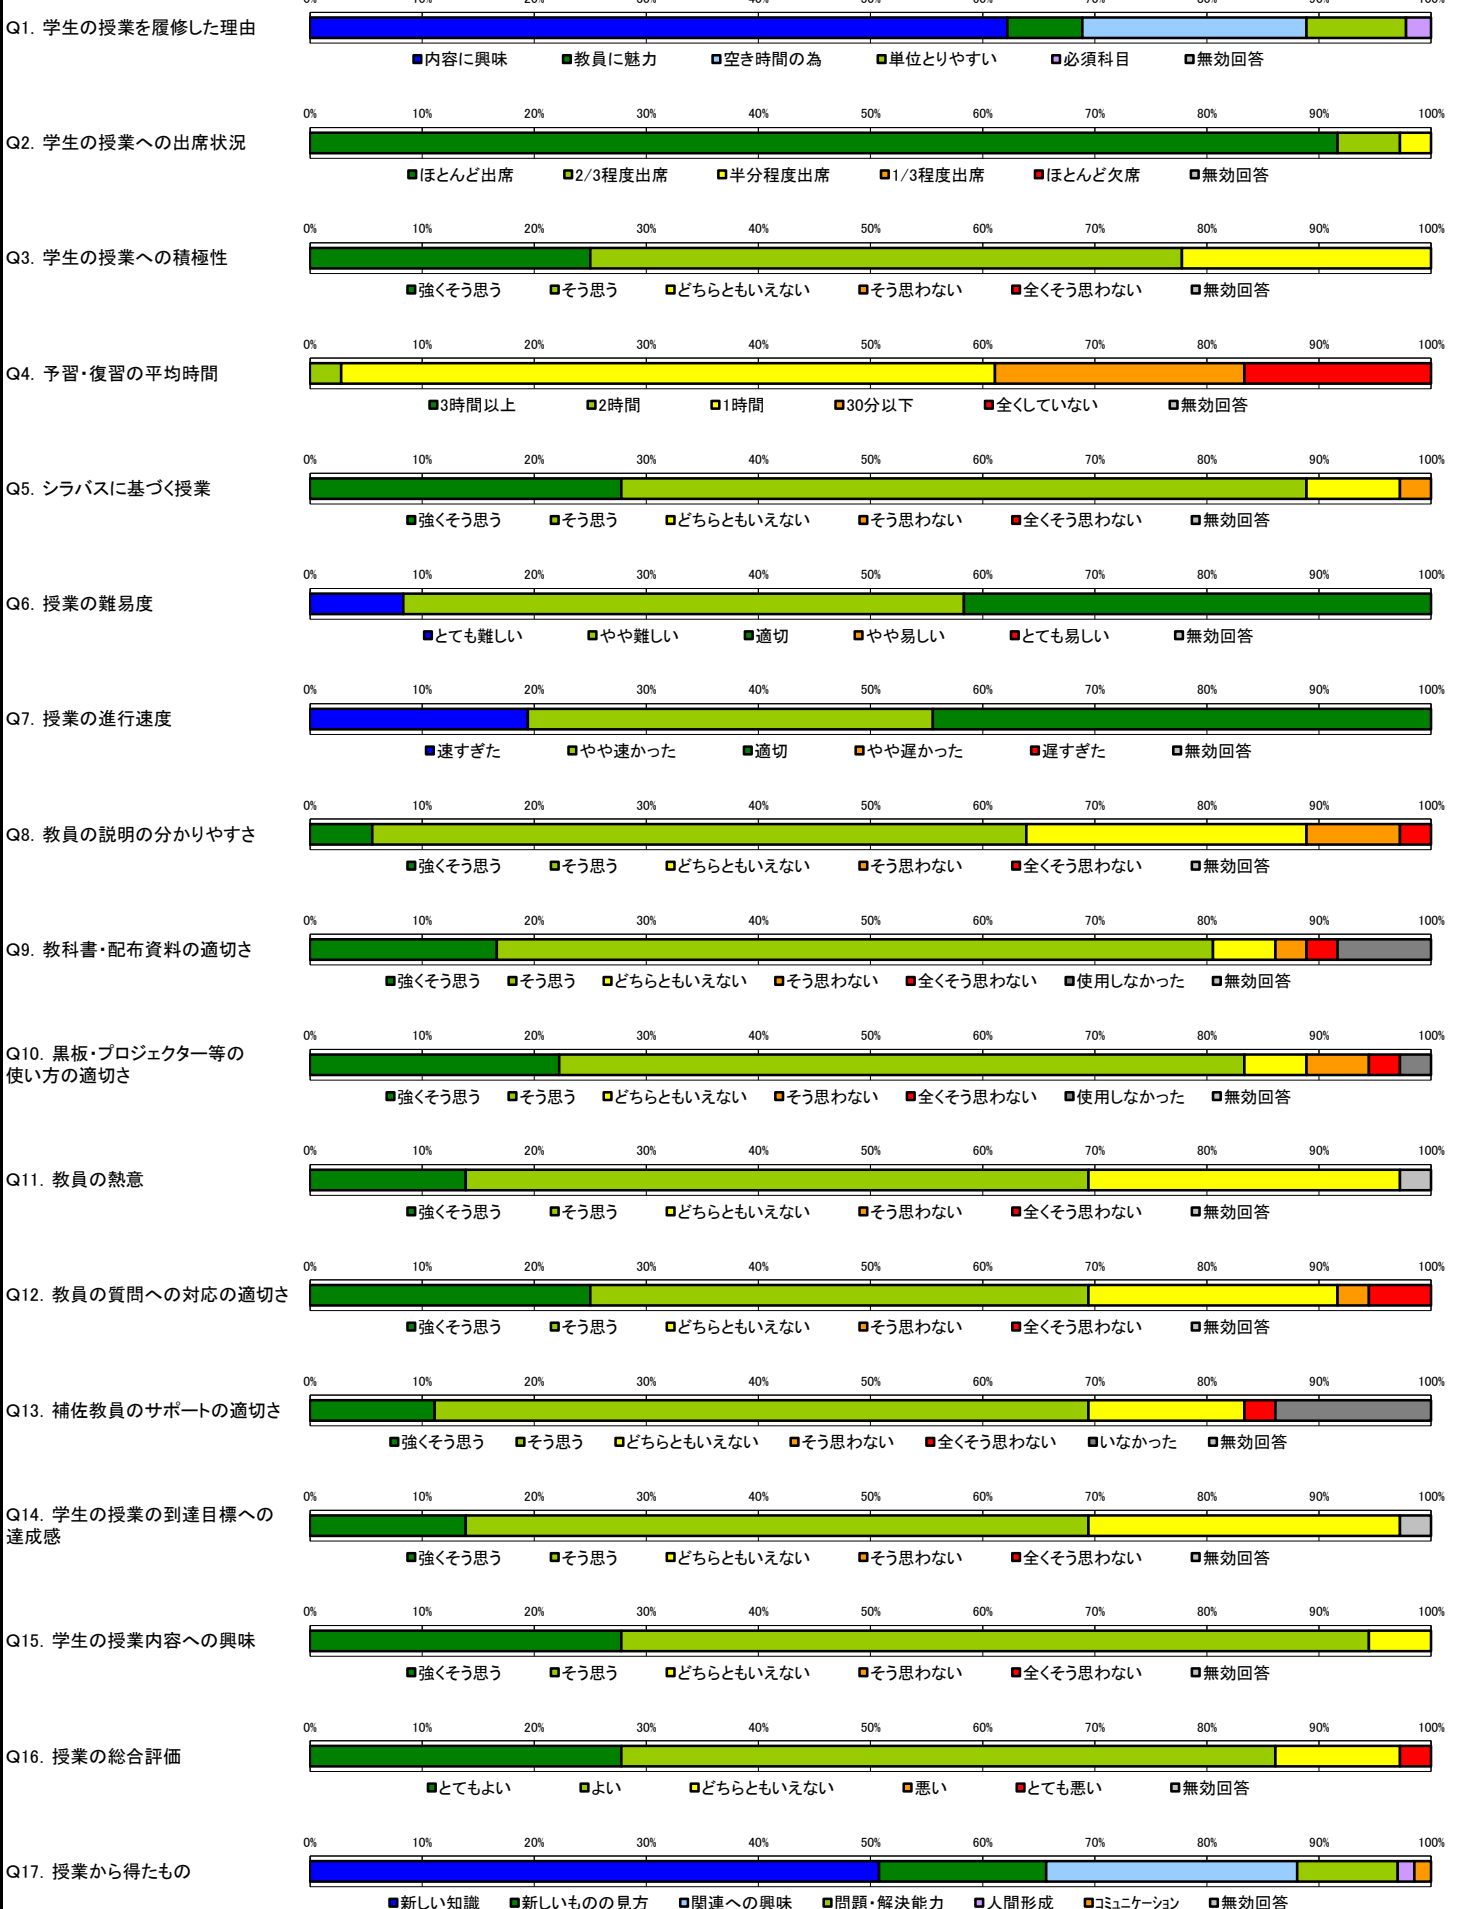 0% 10% 20% 30% 40% 50% 60% 70% 80% 90% 100%
Q1. 学生の授業を履修した理由
内容に興味 教員に魅力 空き時間の為 単位とりやすい 必須科目 無効回答
0% 10% 20% 30% 40% 50% 60% 70% 80% 90% 100%
Q2. 学生の授業への出席状況
ほとんど出席 2/3程度出席 半分程度出席 1/3程度出席 ほとんど欠席 無効回答
0% 10% 20% 30% 40% 50% 60% 70% 80% 90% 100%
Q3. 学生の授業への積極性
強くそう思う そう思う どちらともいえない そう思わない 全くそう思わない 無効回答
0% 10% 20% 30% 40% 50% 60% 70% 80% 90% 100%
Q4. 予習・復習の平均時間
3時間以上 2時間 1時間 30分以下 全くしていない 無効回答
0% 10% 20% 30% 40% 50% 60% 70% 80% 90% 100%
Q5. シラバスに基づく授業
強くそう思う そう思う どちらともいえない そう思わない 全くそう思わない 無効回答
0% 10% 20% 30% 40% 50% 60% 70% 80% 90% 100%
Q6. 授業の難易度
とても難しい やや難しい 適切 やや易しい とても易しい 無効回答
0% 10% 20% 30% 40% 50% 60% 70% 80% 90% 100%
Q7. 授業の進行速度
速すぎた やや速かった 適切 やや遅かった 遅すぎた 無効回答
0% 10% 20% 30% 40% 50% 60% 70% 80% 90% 100%
Q8. 教員の説明の分かりやすさ
強くそう思う そう思う どちらともいえない そう思わない 全くそう思わない 無効回答
0% 10% 20% 30% 40% 50% 60% 70% 80% 90% 100%
Q9. 教科書・配布資料の適切さ
強くそう思う そう思う どちらともいえない そう思わない 全くそう思わない 使用しなかった 無効回答
0% 10% 20% 30% 40% 50% 60% 70% 80% 90% 100%
Q10. 黒板・プロジェクター等の
使い方の適切さ
強くそう思う そう思う どちらともいえない そう思わない 全くそう思わない 使用しなかった 無効回答
0% 10% 20% 30% 40% 50% 60% 70% 80% 90% 100%
Q11. 教員の熱意
強くそう思う そう思う どちらともいえない そう思わない 全くそう思わない 無効回答
0% 10% 20% 30% 40% 50% 60% 70% 80% 90% 100%
Q12. 教員の質問への対応の適切さ
強くそう思う そう思う どちらともいえない そう思わない 全くそう思わない 無効回答
0% 10% 20% 30% 40% 50% 60% 70% 80% 90% 100%
Q13. 補佐教員のサポートの適切さ
強くそう思う そう思う どちらともいえない そう思わない 全くそう思わない いなかった 無効回答
0% 10% 20% 30% 40% 50% 60% 70% 80% 90% 100%
Q14. 学生の授業の到達目標への
達成感
強くそう思う そう思う どちらともいえない そう思わない 全くそう思わない 無効回答
0% 10% 20% 30% 40% 50% 60% 70% 80% 90% 100%
Q15. 学生の授業内容への興味
強くそう思う そう思う どちらともいえない そう思わない 全くそう思わない 無効回答
0% 10% 20% 30% 40% 50% 60% 70% 80% 90% 100%
Q16. 授業の総合評価
とてもよい よい どちらともいえない 悪い とても悪い 無効回答
0% 10% 20% 30% 40% 50% 60% 70% 80% 90% 100%
Q17. 授業から得たもの
新しい知識 新しいものの見方 関連への興味 問題・解決能力 人間形成 ｺﾐｭﾆｹｰｼｮﾝ 無効回答